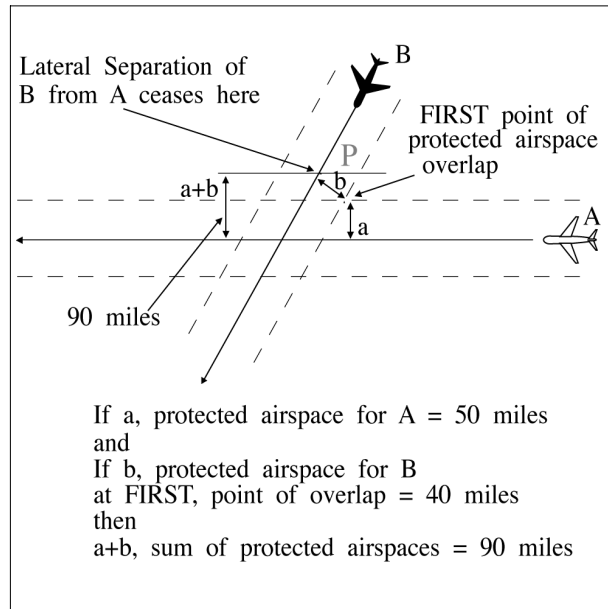 Lateral Separation of
B from A ceases here
B
FIRST point of
protected airspace
overlap
P
b
a+b
a
A
90 miles
If a, protected airspace for A = 50 miles
and
If b, protected airspace for B
at FIRST, point of overlap = 40 miles
then
a+b, sum of protected airspaces = 90 miles